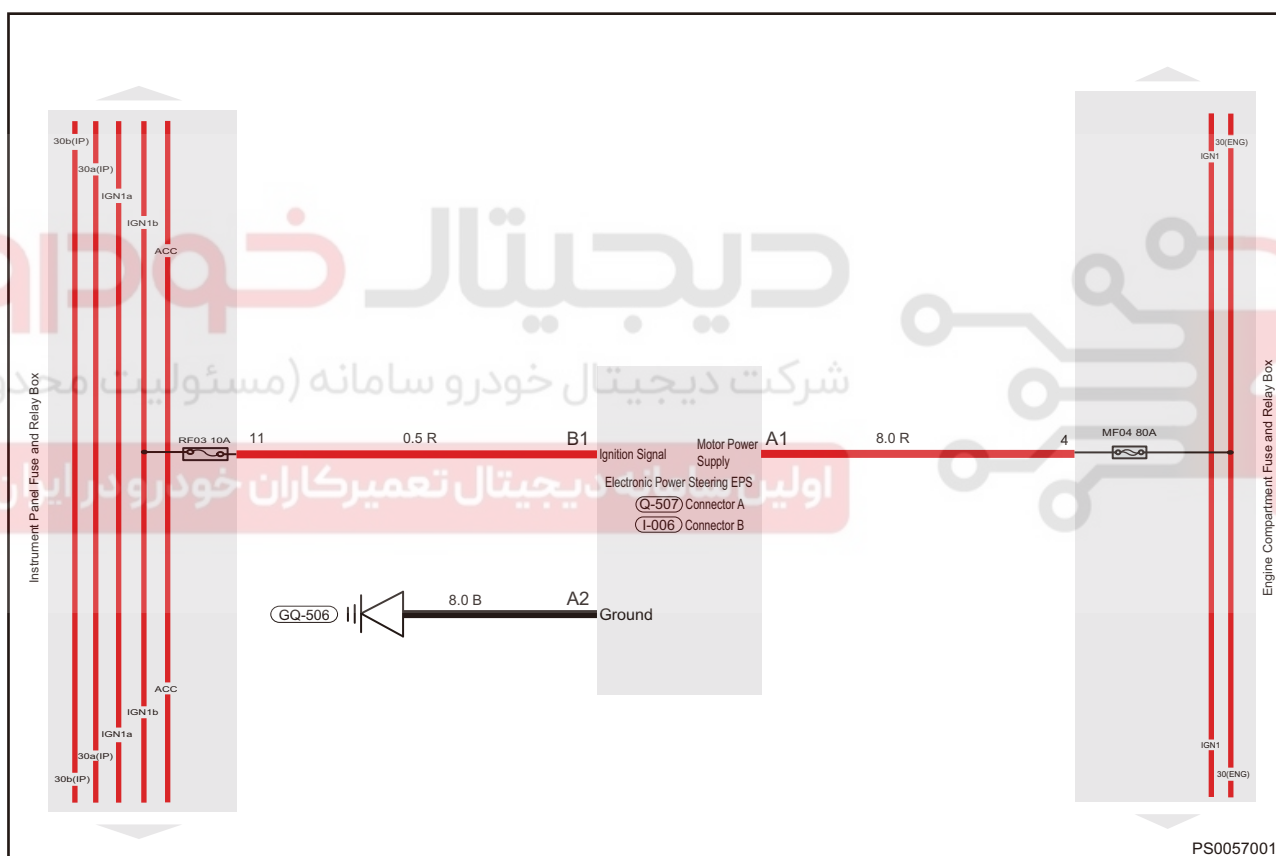 30b(IP)
30a(IP)
IGN1a
IGN1b
ACC
30(ENG)
IGN1
دیجیتال خودرو
شرکت دیجیتال خودرو سامانه (مسئولیت
اولین سامانه دیجیتال تعمیرکاران خودرو در ایران
Instrument Panel Fuse and Relay Box
Engine Compartment Fuse and Relay Box
RF03 10A
11
0.5 R
B1
Ignition Signal
Motor Power
Supply
A1
8.0 R
4
MF04 80A
Electronic Power Steering EPS
Q-507 Connector A
I-006 Connector B
GQ-506
8.0 B
A2
Ground
ACC
IGN1b
IGN1a
30a(IP)
30b(IP)
IGN1
30(ENG)
PS0057001